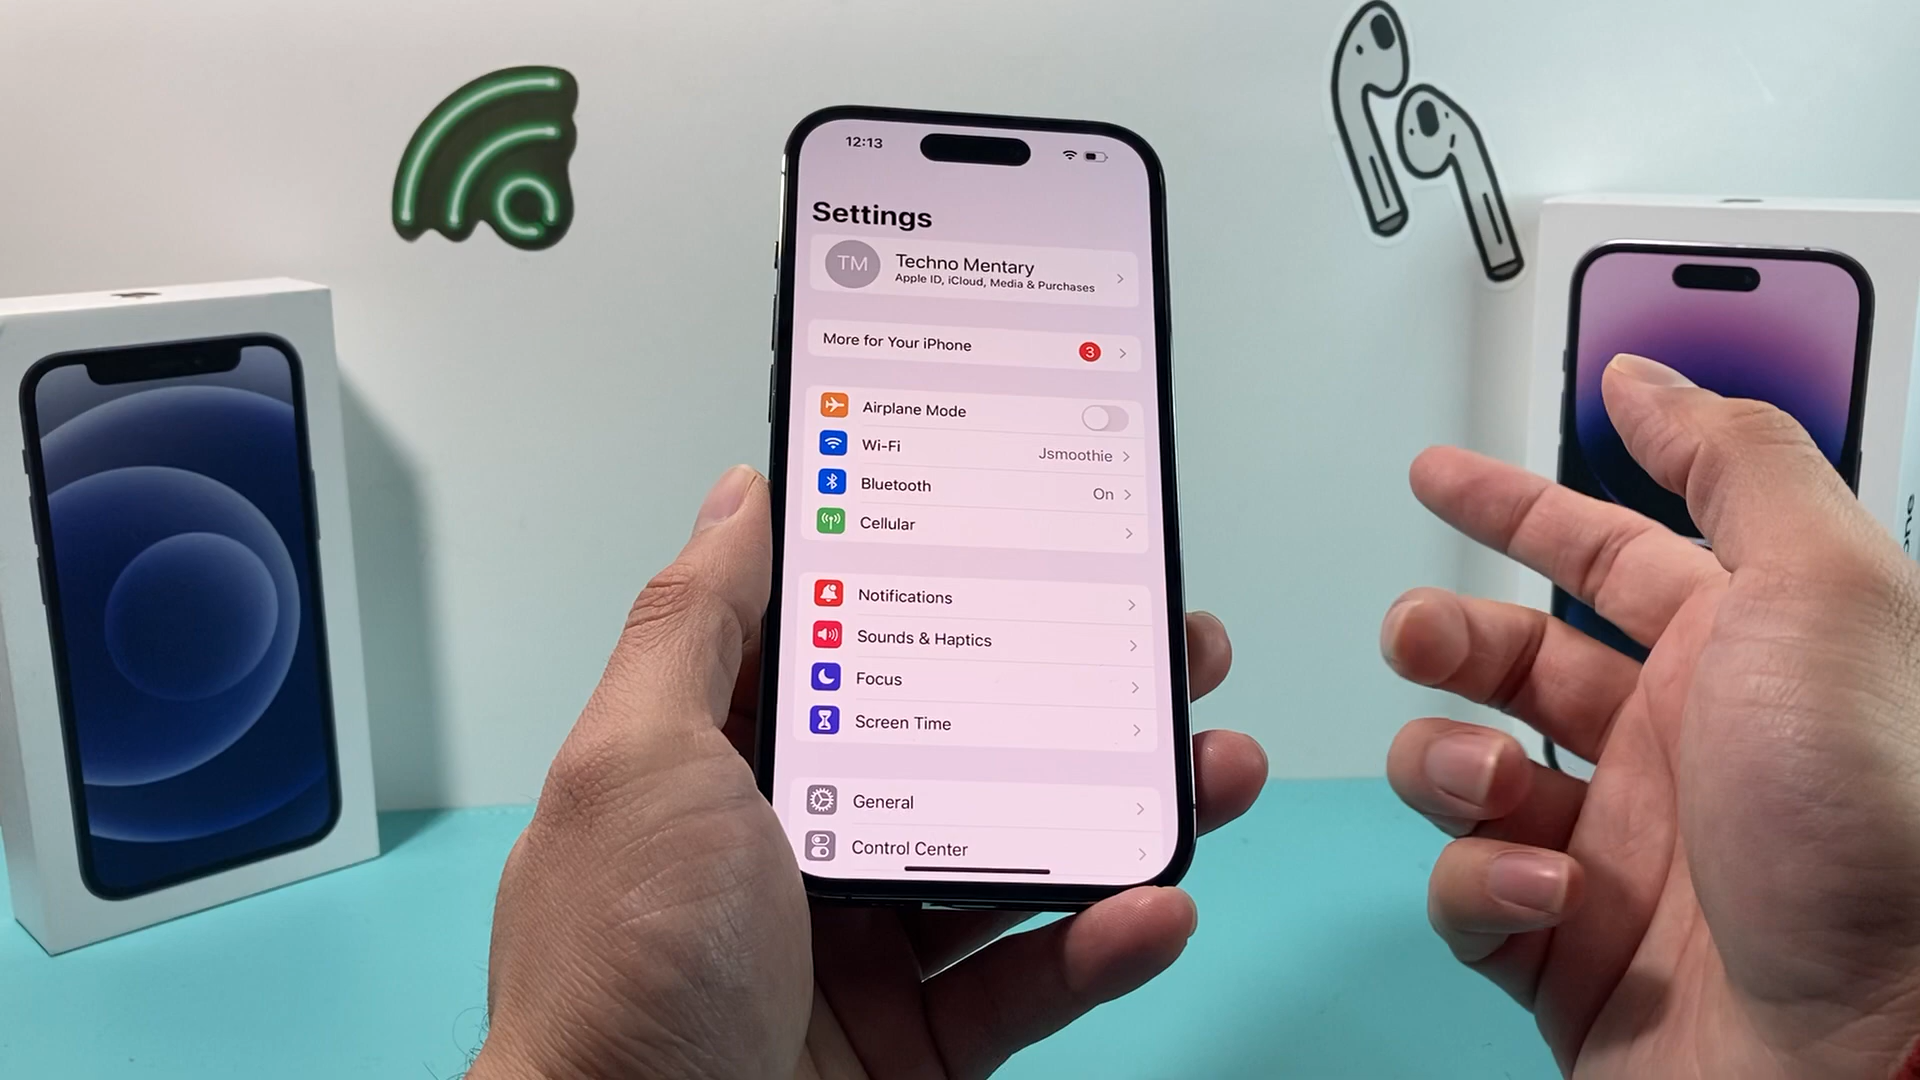 12:13
Settings
TM
Techno Mentary
Apple ID, iCloud, Media & Purchases
More for Your iPhone
3
Airplane Mode
Wi-Fi
Jsmoothie
Bluetooth
On
Cellular
Notifications
Sounds & Haptics
Focus
Screen Time
General
Control Center